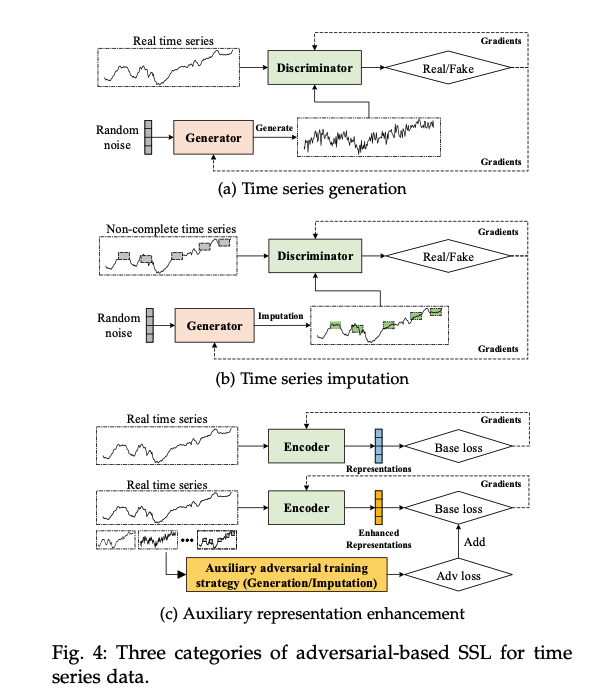 Real time series
Gradients
Discriminator
Real/Fake
Random
noise
Generator
Generate
Gradients
(a) Time series generation
Non-complete time series
Gradients
Discriminator
Real/Fake
Random
noise
Generator
Imputation
Gradients
(b) Time series imputation
Real time series
Gradients
Encoder
Base loss
Representations
Real time series
Gradients
Encoder
Base loss
Enhanced
Representations
Add
Auxiliary adversarial training
strategy (Generation/Imputation)
Adv loss
(c) Auxiliary representation enhancement
Fig. 4: Three categories of adversarial-based SSL for time
series data.